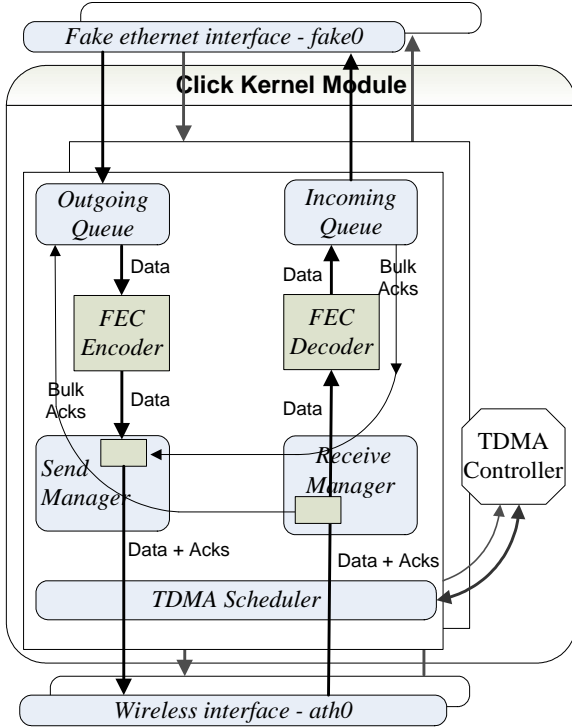 Fake ethernet interface - fake0
Click Kernel Module
Outgoing
Queue
Incoming
Queue
Data
Data
Bulk
Acks
FEC
Encoder
FEC
Decoder
Bulk
Acks
Data
Data
Send
Manager
Receive
Manager
TDMA
Controller
Data + Acks
Data + Acks
TDMA Scheduler
Wireless interface - ath0